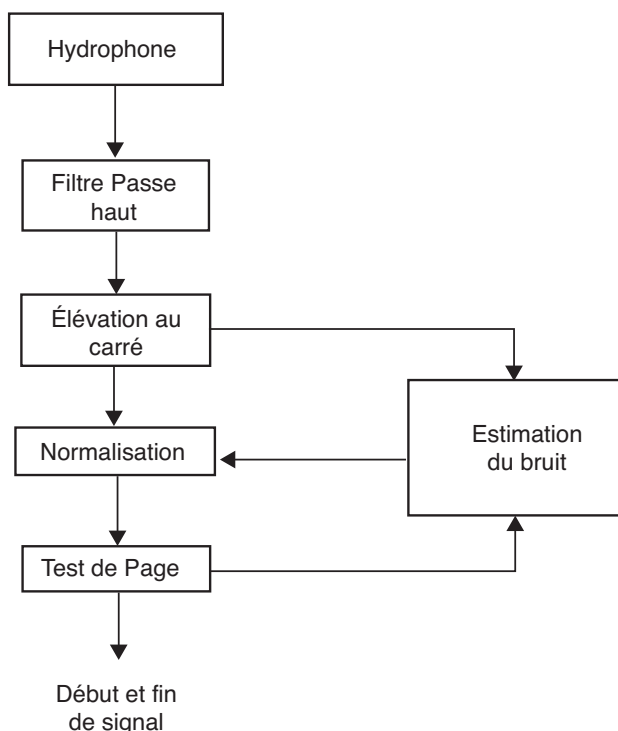 Hydrophone
Filtre Passe
haut
Élévation au
carré
Normalisation
Estimation
du bruit
Test de Page
Début et fin
de signal